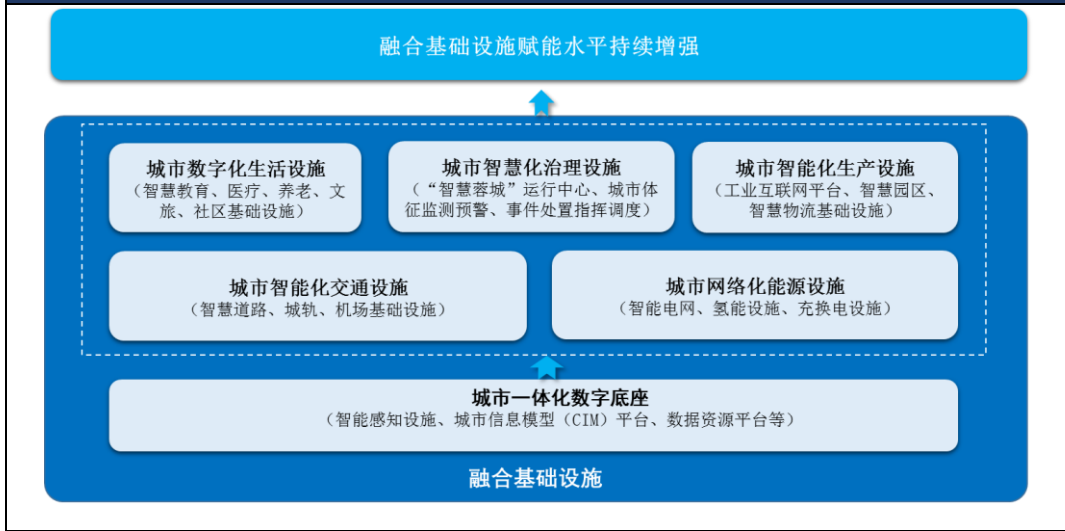 融合基础设施赋能水平持续增强
城市数字化生活设施
（智慧教育、医疗、养老、文
旅、社区基础设施）
城市智慧化治理设施
（“智慧蓉城”运行中心、城市体
征监测预警、事件处置指挥调度）
城市智能化生产设施
（工业互联网平台、智慧园区、
智慧物流基础设施）
城市智能化交通设施
（智慧道路、城轨、机场基础设施）
城市网络化能源设施
（智能电网、氢能设施、充换电设施）
城市一体化数字底座
（智能感知设施、城市信息模型（CIM）平台、数据资源平台等）
融合基础设施